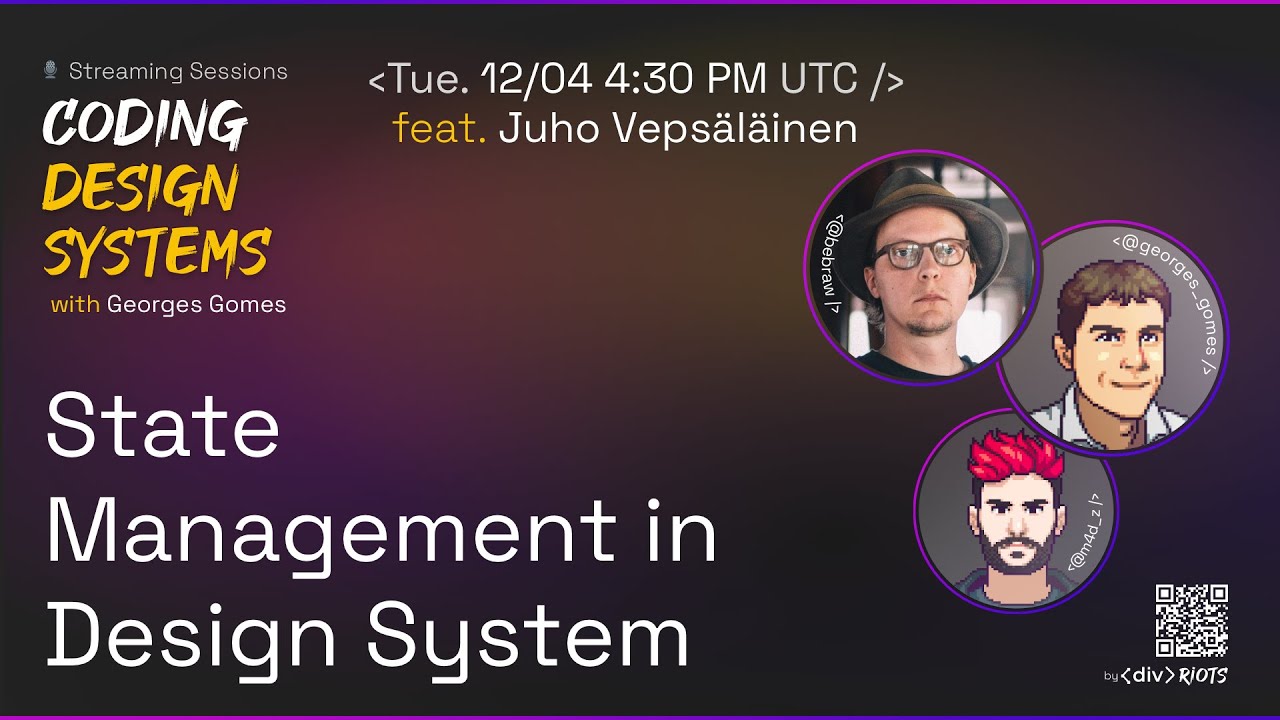 Streaming Sessions
CODING
DESIGN
SYSTEMS
with Georges Gomes
<Tue. 12/04 4:30 PM UTC />
feat. Juho Vepsäläinen
<@bebraw |>
<@georges_gomes />
<@m4d_z |>
State
Management in
Design System
by <div> RiOTS